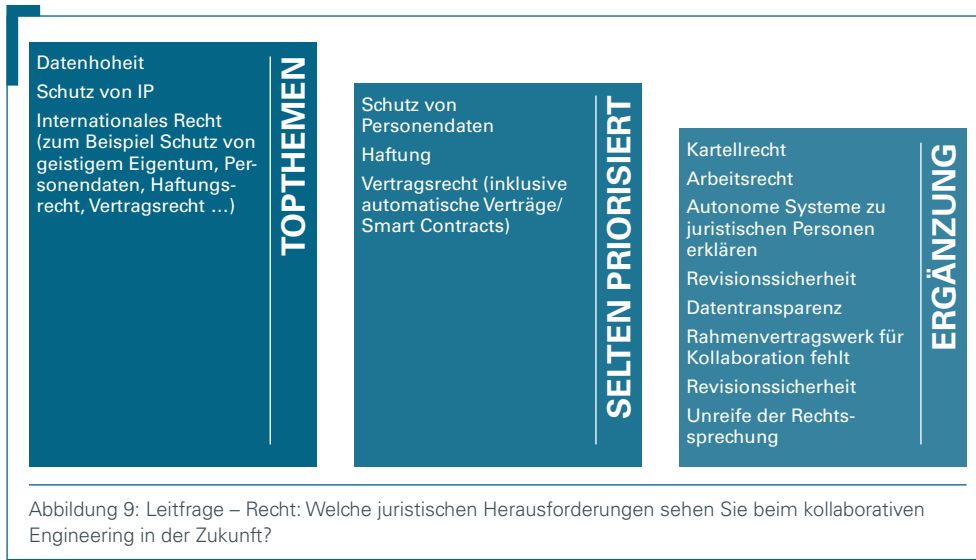 Datenhoheit
Schutz von IP
Internationales Recht
(zum Beispiel Schutz von
geistigem Eigentum, Per-
sonendaten, Haftungs-
recht, Vertragsrecht …)
TOPTHEMEN
Schutz von
Personendaten
Haftung
Vertragsrecht (inklusive
automatische Verträge/
Smart Contracts)
SELTEN PRIORISIERT
Kartellrecht
Arbeitsrecht
Autonome Systeme zu
juristischen Personen
erklären
Revisionssicherheit
Datentransparenz
Rahmenvertragswerk für
Kollaboration fehlt
Revisionssicherheit
Unreife der Rechts-
sprechung
ERGÄNZUNG
Abbildung 9: Leitfrage – Recht: Welche juristischen Herausforderungen sehen Sie beim kollaborativen
Engineering in der Zukunft?